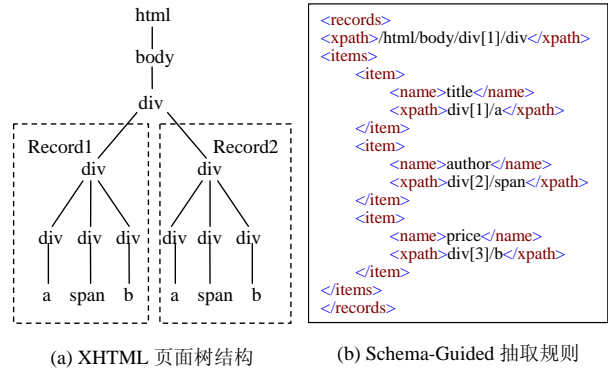 html
body
div
Record1 Record2
div div
div div div div div div
a span b a span b
(a) XHTML 页面树结构
<records>
<xpath>/html/body/div[1]/div</xpath>
<items>
<item>
<name>title</name>
<xpath>div[1]/a</xpath>
</item>
<item>
<name>author</name>
<xpath>div[2]/span</xpath>
</item>
<item>
<name>price</name>
<xpath>div[3]/b</xpath>
</item>
</items>
</records>
(b) Schema-Guided 抽取规则